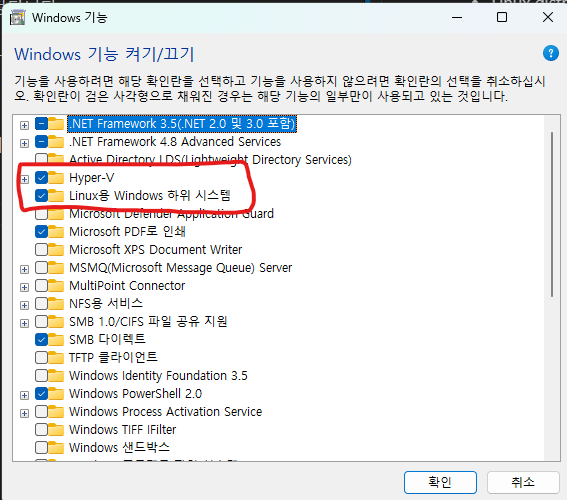 Windows 기능
Windows 기능 켜기/끄기
기능을 사용하려면 해당 확인란을 선택하고 기능을 사용하지 않으려면 확인란의 선택을 취소하십시
오. 확인란이 검은 사각형으로 채워진 경우는 해당 기능의 일부만이 사용되고 있는 것입니다.
.NET Framework 3.5(.NET 2.0 및 3.0 포함)
.NET Framework 4.8 Advanced Services
Active Directory LDS(Lightweight Directory Services)
Hyper-V
Linux용 Windows 하위 시스템
Microsoft Defender Application Guard
Microsoft PDF로 인쇄
Microsoft XPS Document Writer
MSMQ(Microsoft Message Queue) Server
MultiPoint Connector
NFS용 서비스
SMB 1.0/CIFS 파일 공유 지원
SMB 다이렉트
TFTP 클라이언트
Windows Identity Foundation 3.5
Windows PowerShell 2.0
Windows Process Activation Service
Windows TIFF IFilter
Windows 샌드박스
확인
취소